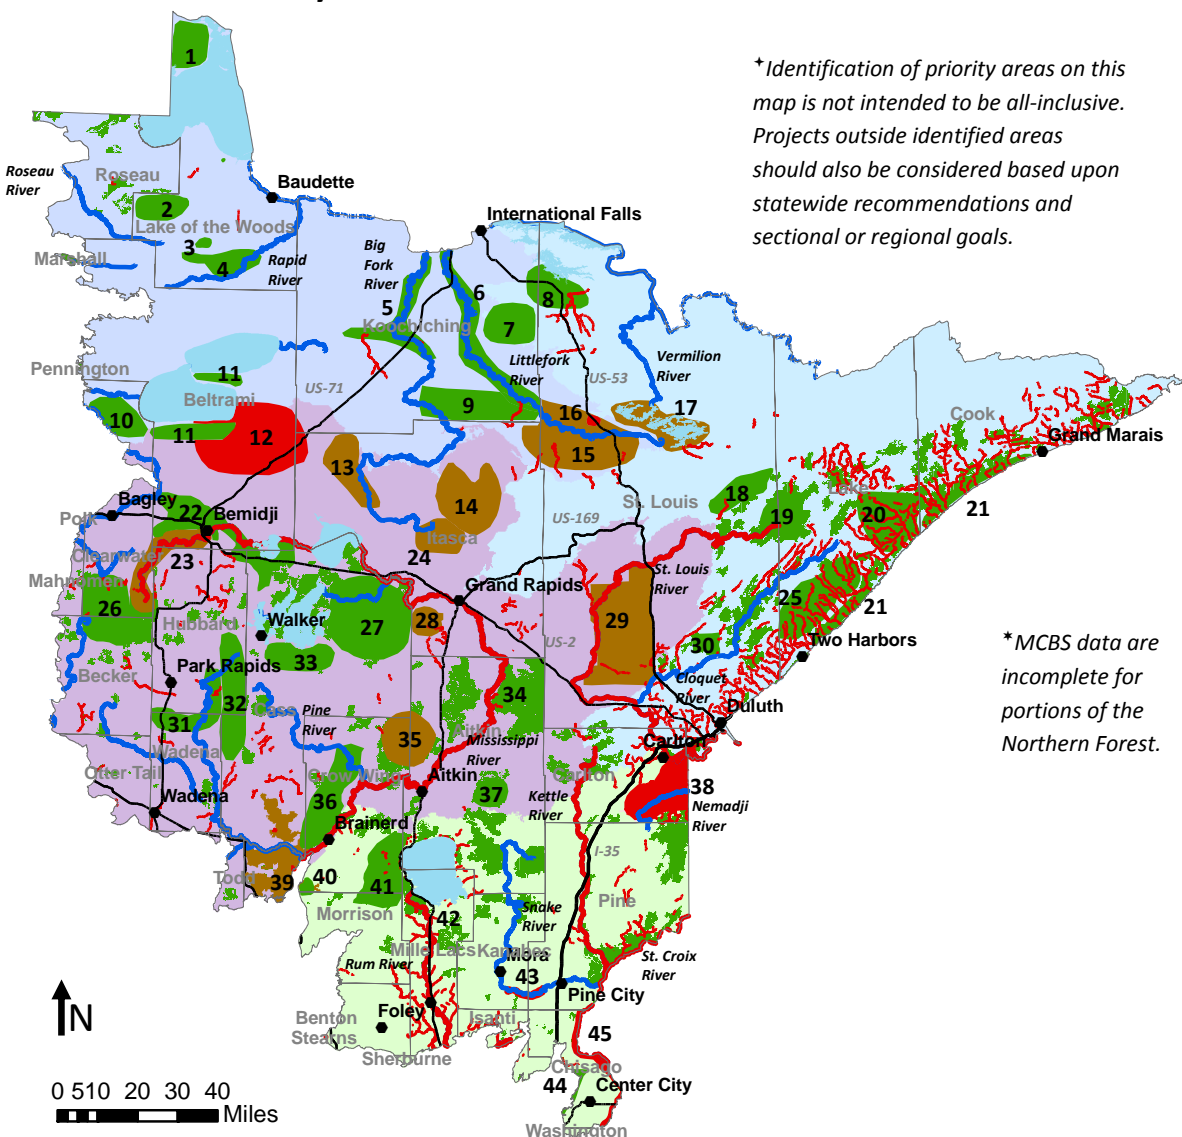 1
✦Identification of priority areas on this
map is not intended to be all-inclusive.
Projects outside identified areas
should also be considered based upon
statewide recommendations and
sectional or regional goals.
Roseau
River
Roseau
Baudette
2
Lake of the Woods
International Falls
3
4
Marshall
Rapid
River
Big
Fork
River
5
6
7
8
Koochiching
Pennington
11
Beltrami
US-71
Littlefork
River
US-53
Vermilion
River
10
11
12
9
16
17
Cook
Grand Marais
13
15
14
18
St. Louis
Lake
19
20
21
Bagley
22
Bemidji
Polk
US-169
Itasca
24
Clearwater
23
Mahnomen
26
Grand Rapids
St. Louis
River
25
21
Hubbard
Walker
27
28
29
Two Harbors
US-2
30
✶MCBS data are
incomplete for
portions of the
Northern Forest.
33
Park Rapids
Becker
32
34
Cloquet
River
Duluth
31
Cass
Pine
River
35
Aitkin
Mississippi
River
Carlton
Wadena
Otter Tail
Crow Wing
Aitkin
Carlton
38
Nemadji
River
Wadena
36
37
Kettle
River
Brainerd
I-35
Todd
39
40
41
Pine
Morrison
42
Snake
River
Mille Lacs
Kanabec
Mora
43
St. Croix
River
Rum River
Pine City
N
Benton
Stearns
Foley
Isanti
45
Sherburne
Chisago
44
Center City
0 5 10 20 30 40
Miles
Washington